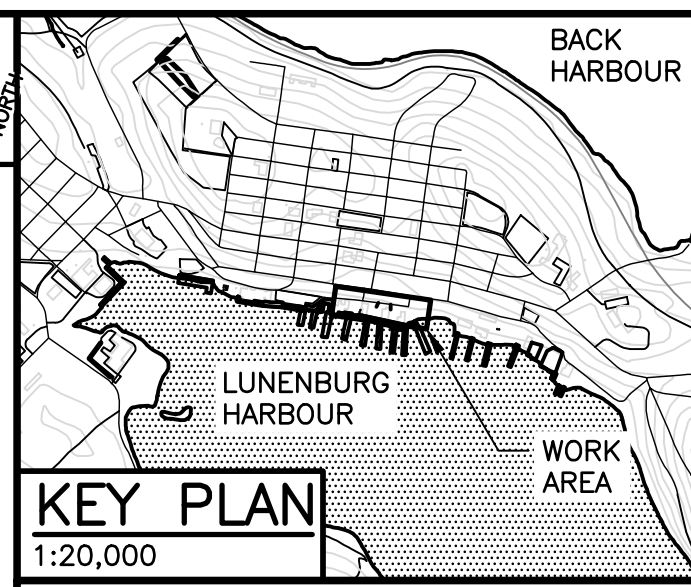 BACK
HARBOUR
NORTH
LUNENBURG
HARBOUR
WORK
AREA
KEY PLAN
1:20,000